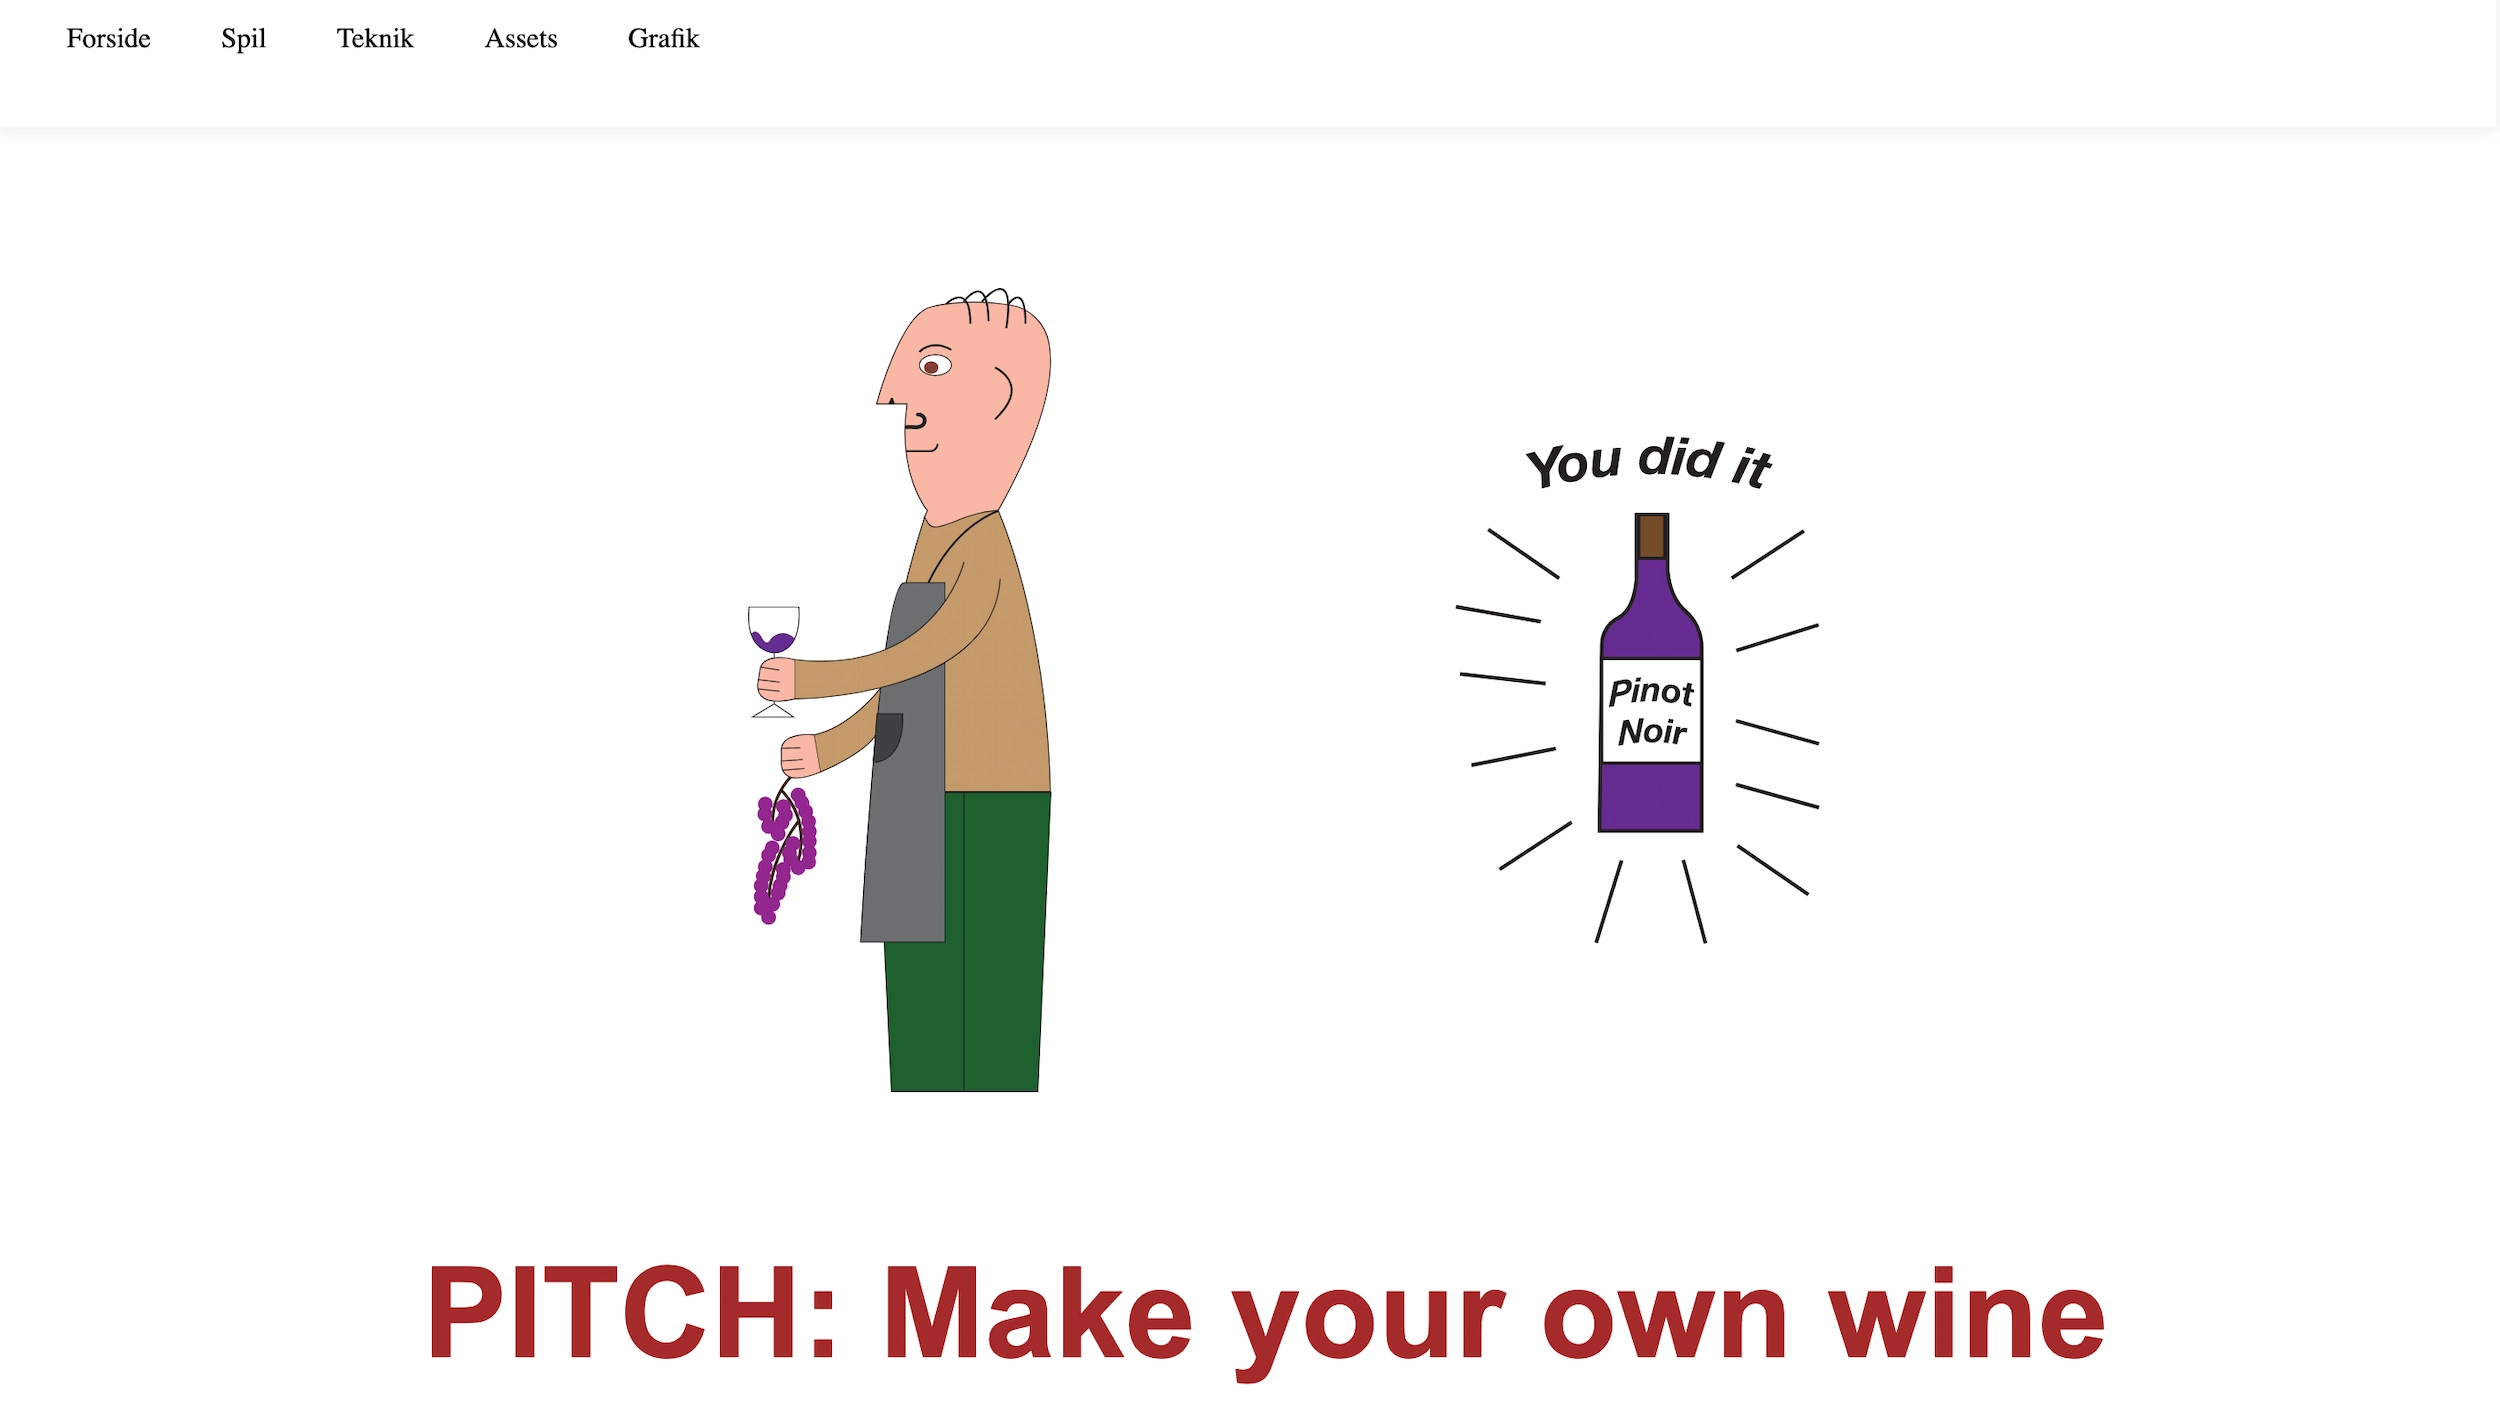 Forside Spil Teknik Assets Grafik
You did it
Pinot
Noir
PITCH: Make your own wine